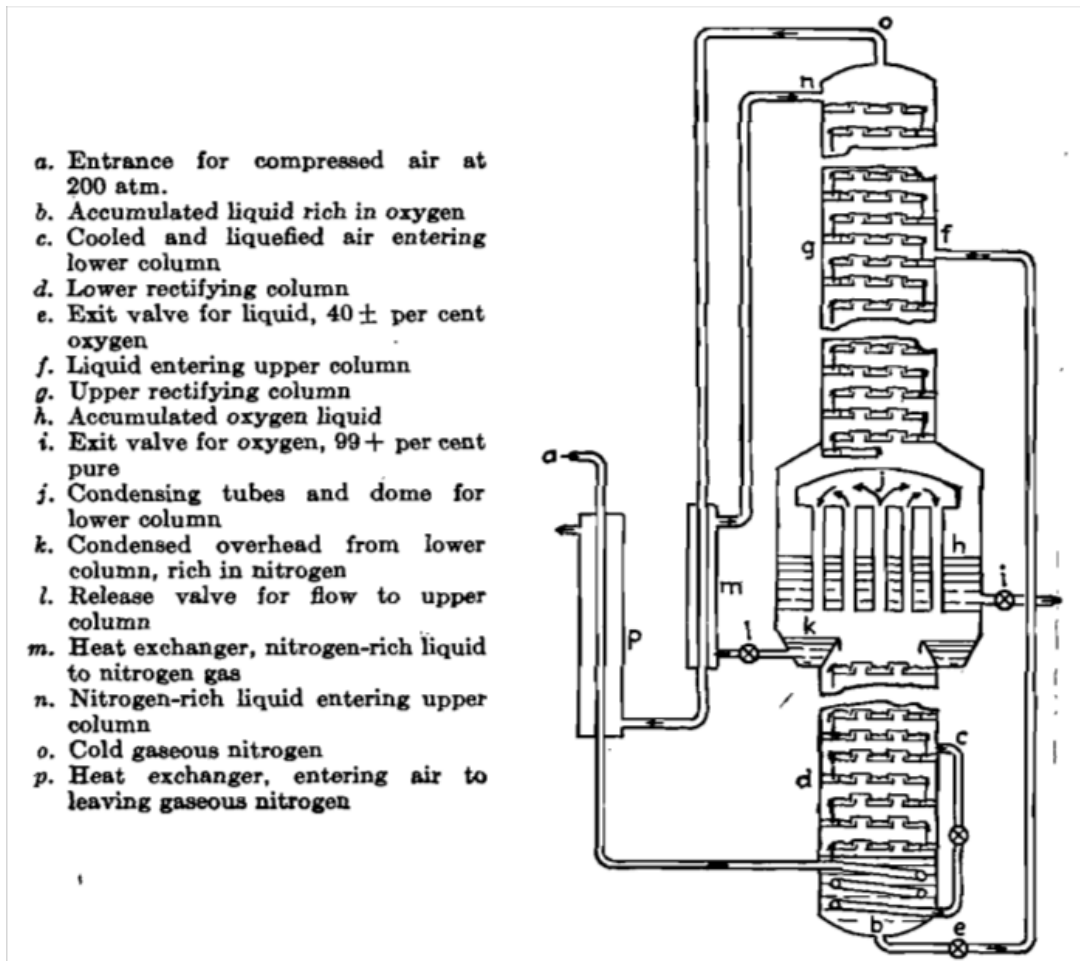 a. Entrance for compressed air at
200 atm.
b. Accumulated liquid rich in oxygen
c. Cooled and liquefied air entering
lower column
d. Lower rectifying column
e. Exit valve for liquid, 40 ± per cent
oxygen
f. Liquid entering upper column
g. Upper rectifying column
h. Accumulated oxygen liquid
i. Exit valve for oxygen, 99+ per cent
pure
j. Condensing tubes and dome for
lower column
k. Condensed overhead from lower
column, rich in nitrogen
l. Release valve for flow to upper
column
m. Heat exchanger, nitrogen-rich liquid
to nitrogen gas
n. Nitrogen-rich liquid entering upper
column
o. Cold gaseous nitrogen
p. Heat exchanger, entering air to
leaving gaseous nitrogen
o
n
f
g
a
j
h
i
m
l
k
p
c
d
b
e